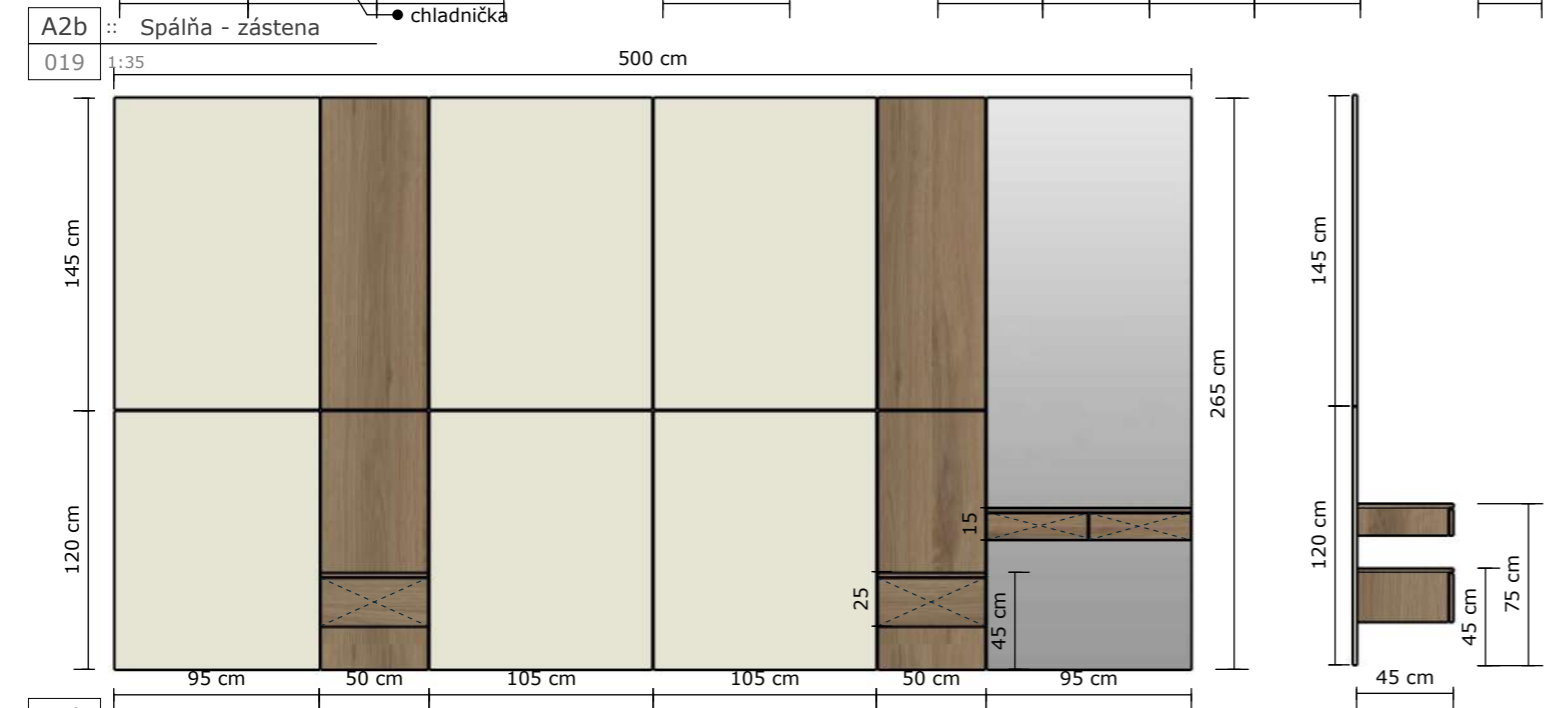 chladnička
A2b :: Spálňa - zástena
019 1:35
500 cm
145 cm
120 cm
25
15
45 cm
265 cm
145 cm
120 cm
45 cm
75 cm
95 cm 50 cm 105 cm 105 cm 50 cm 95 cm 45 cm